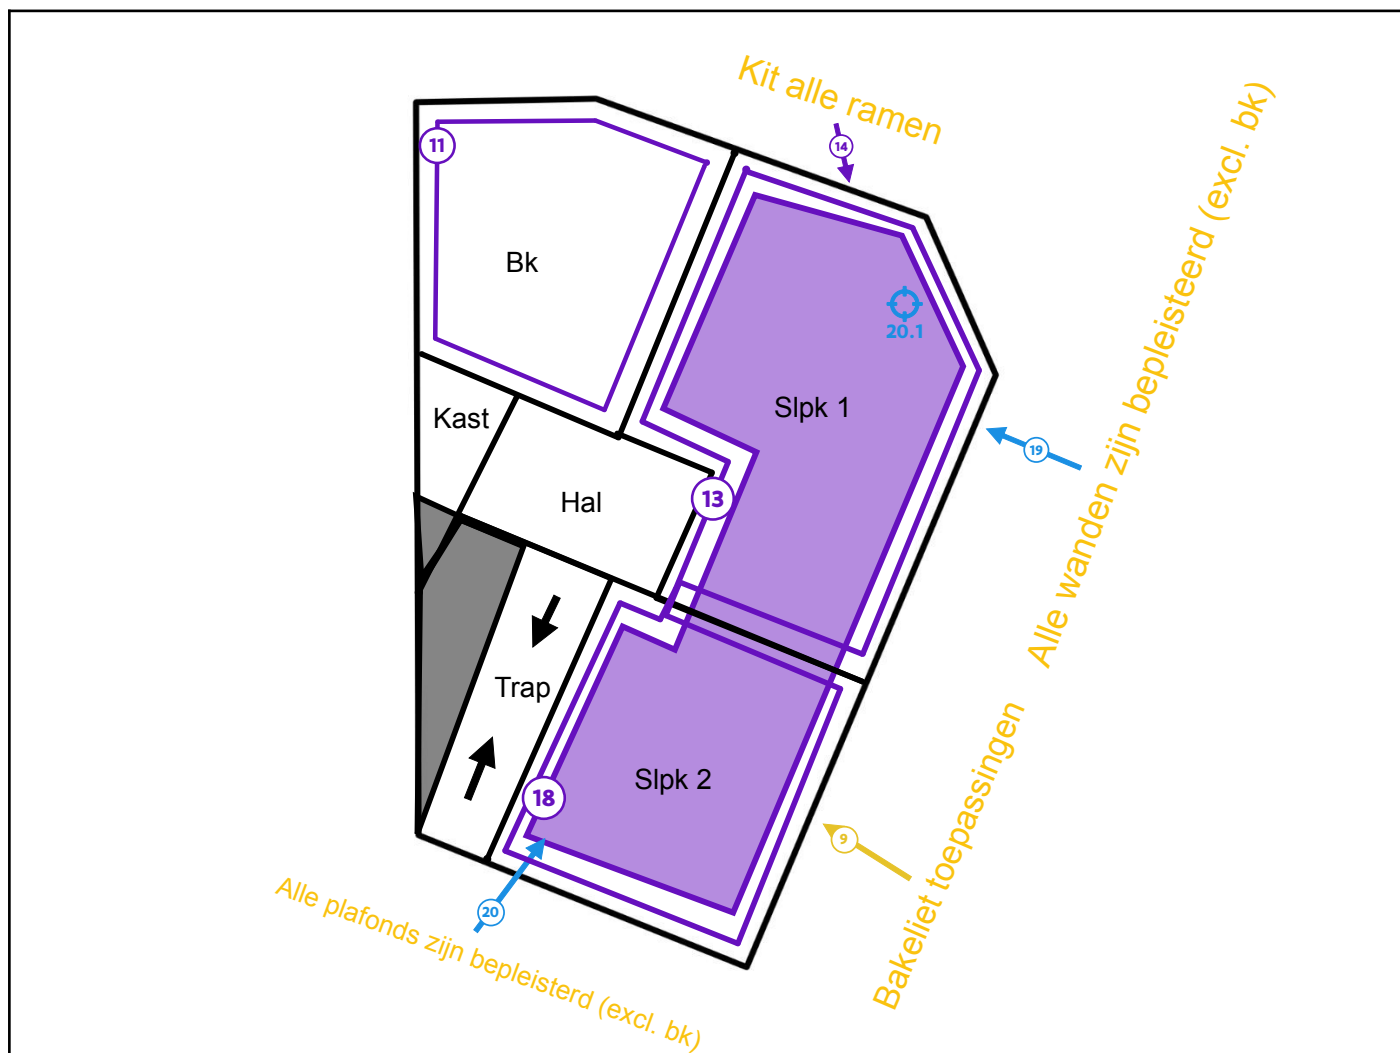 Kit alle ramen
14
11
Bk
Alle wanden zijn bepleisteerd (excl. bk)
20.1
Slpk 1
Kast
19
Hal
13
Trap
Slpk 2
18
9
Bakeliet toepassingen
20
Alle plafonds zijn bepleisterd (excl. bk)